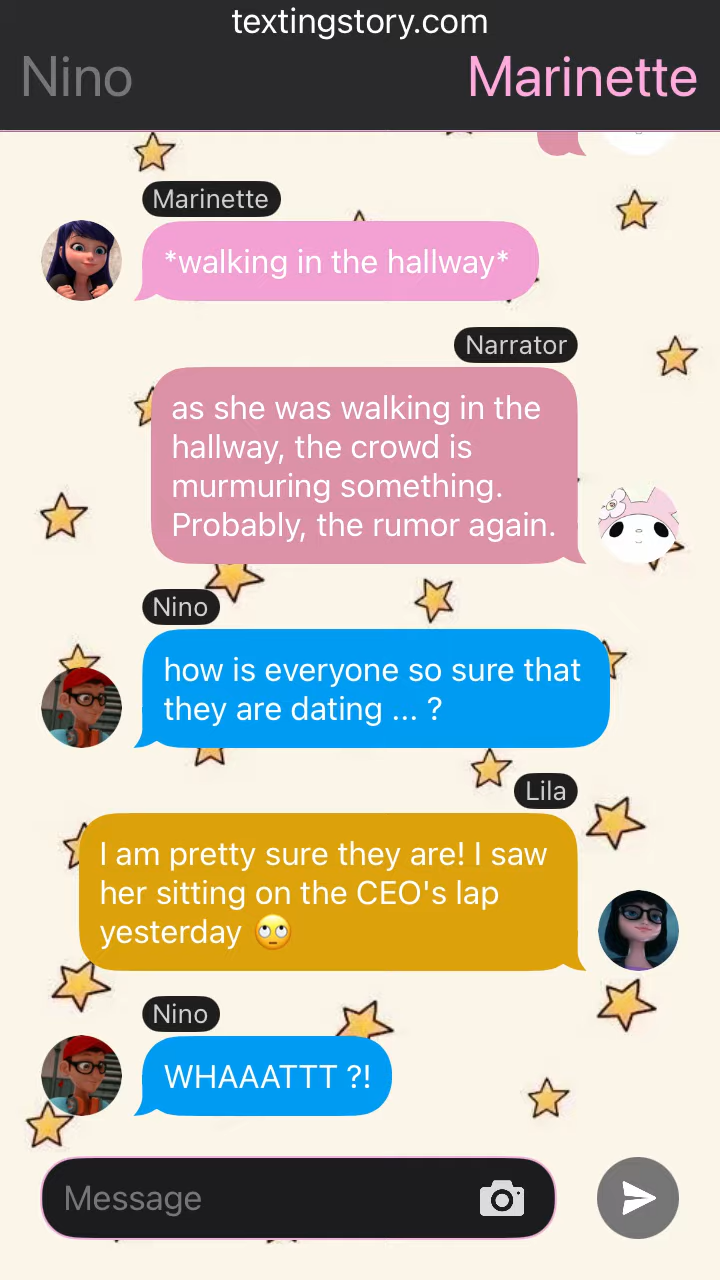 textingstory.com
Nino
Marinette
Marinette
*walking in the hallway*
Narrator
as she was walking in the
hallway, the crowd is
murmuring something.
Probably, the rumor again.
Nino
how is everyone so sure that
they are dating ... ?
Lila
I am pretty sure they are! I saw
her sitting on the CEO's lap
yesterday 🙄
Nino
WHAAATTT ?!
Message